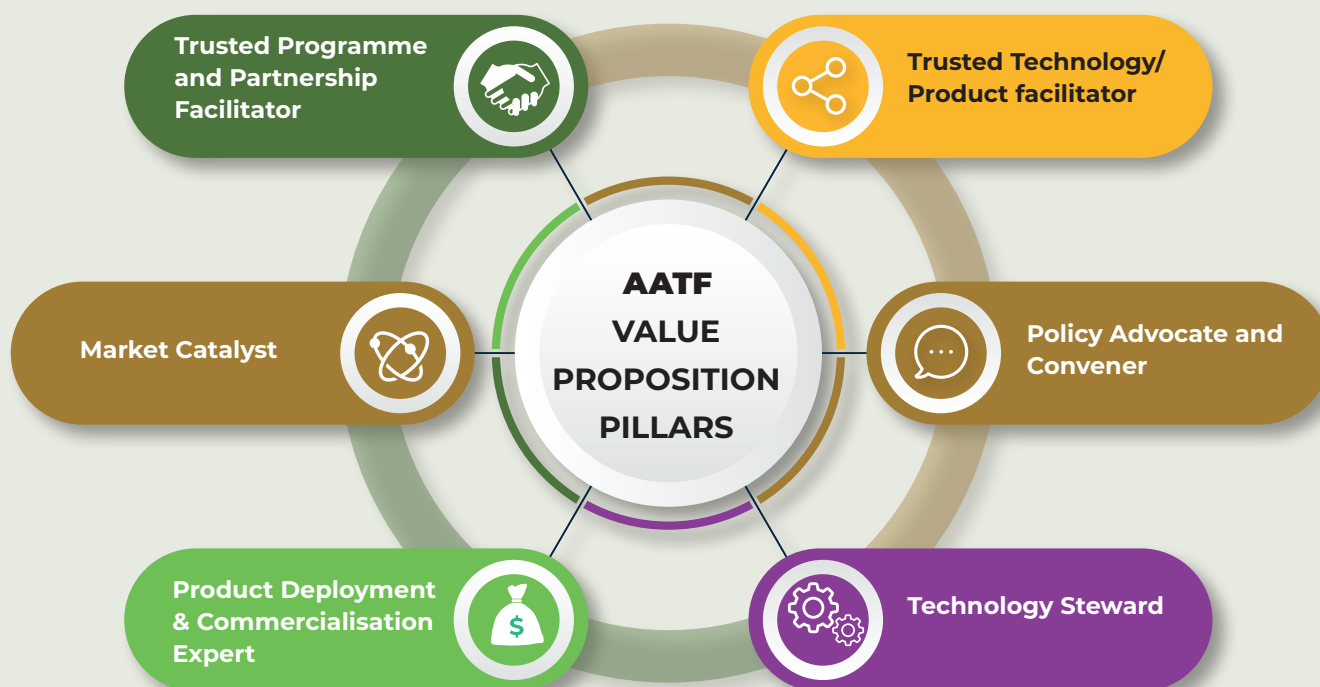 Trusted Programme
and Partnership
Facilitator
Trusted Technology/
Product facilitator
AATF
VALUE
PROPOSITION
PILLARS
Market Catalyst
Policy Advocate and
Convener
Product Deployment
& Commercialisation
Expert
$
Technology Steward